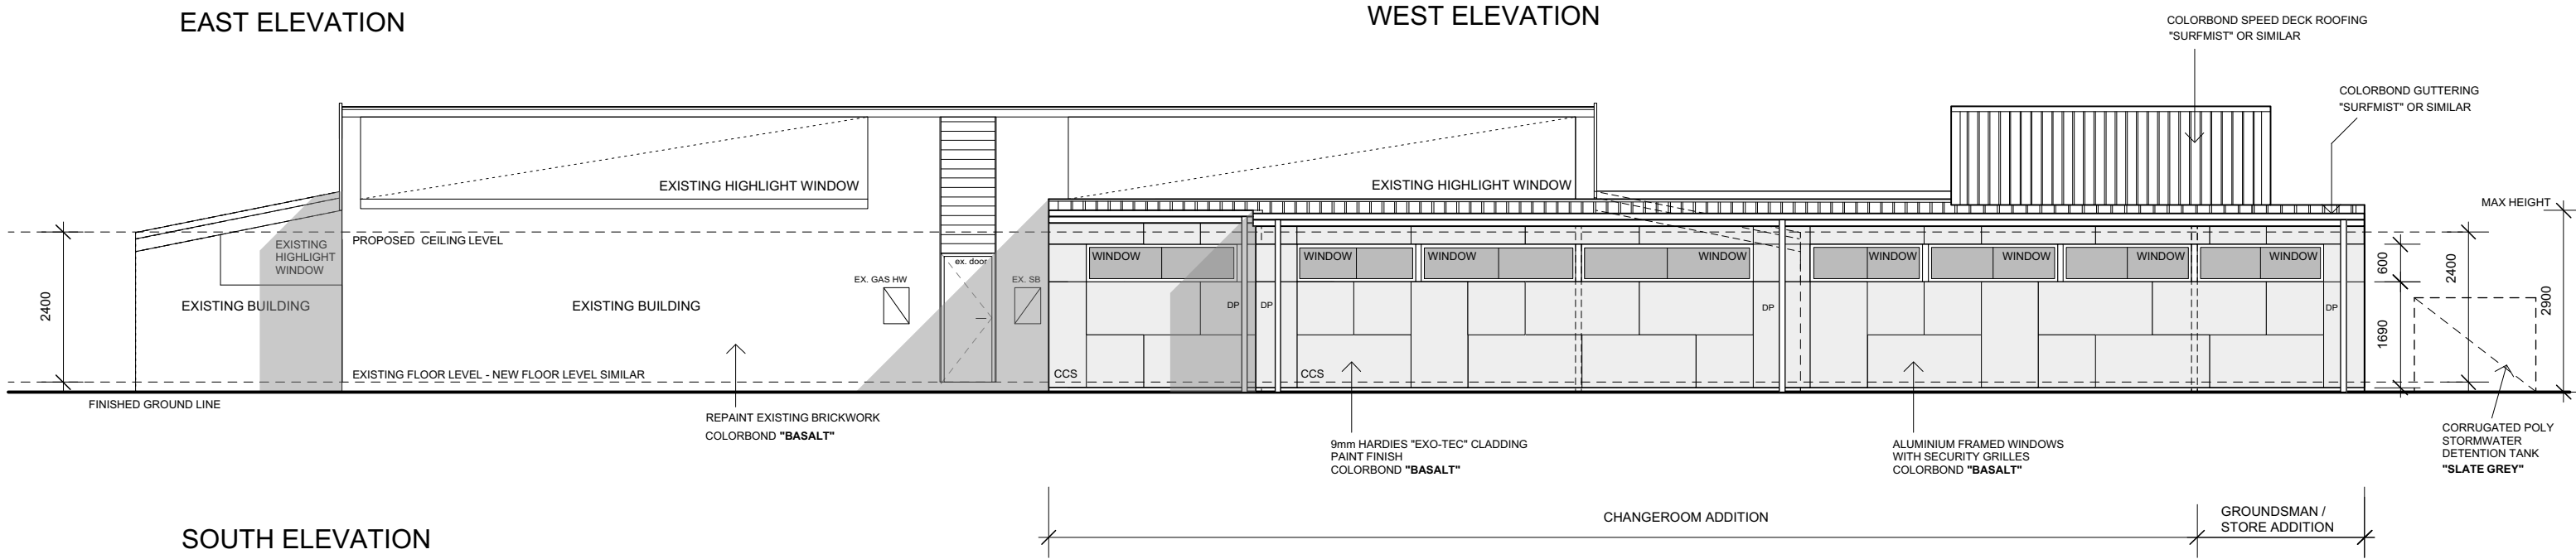 EAST ELEVATION
WEST ELEVATION
COLORBOND SPEED DECK ROOFING
"SURFMIST" OR SIMILAR
COLORBOND GUTTERING
"SURFMIST" OR SIMILAR
EXISTING HIGHLIGHT WINDOW
EXISTING HIGHLIGHT WINDOW
MAX HEIGHT
PROPOSED CEILING LEVEL
EXISTING
HIGHLIGHT
WINDOW
ex. door
WINDOW
WINDOW
WINDOW
WINDOW
WINDOW
WINDOW
WINDOW
WINDOW
EX. GAS HW
EX. SB
600
2400
2400
2900
1690
EXISTING BUILDING
EXISTING BUILDING
DP
DP
DP
DP
EXISTING FLOOR LEVEL - NEW FLOOR LEVEL SIMILAR
CCS
CCS
FINISHED GROUND LINE
REPAINT EXISTING BRICKWORK
COLORBOND "BASALT"
9mm HARDIES "EXO-TEC" CLADDING
PAINT FINISH
COLORBOND "BASALT"
ALUMINIUM FRAMED WINDOWS
WITH SECURITY GRILLES
COLORBOND "BASALT"
CORRUGATED POLY
STORMWATER
DETENTION TANK
"SLATE GREY"
CHANGEROOM ADDITION
GROUNDSMAN /
STORE ADDITION
SOUTH ELEVATION